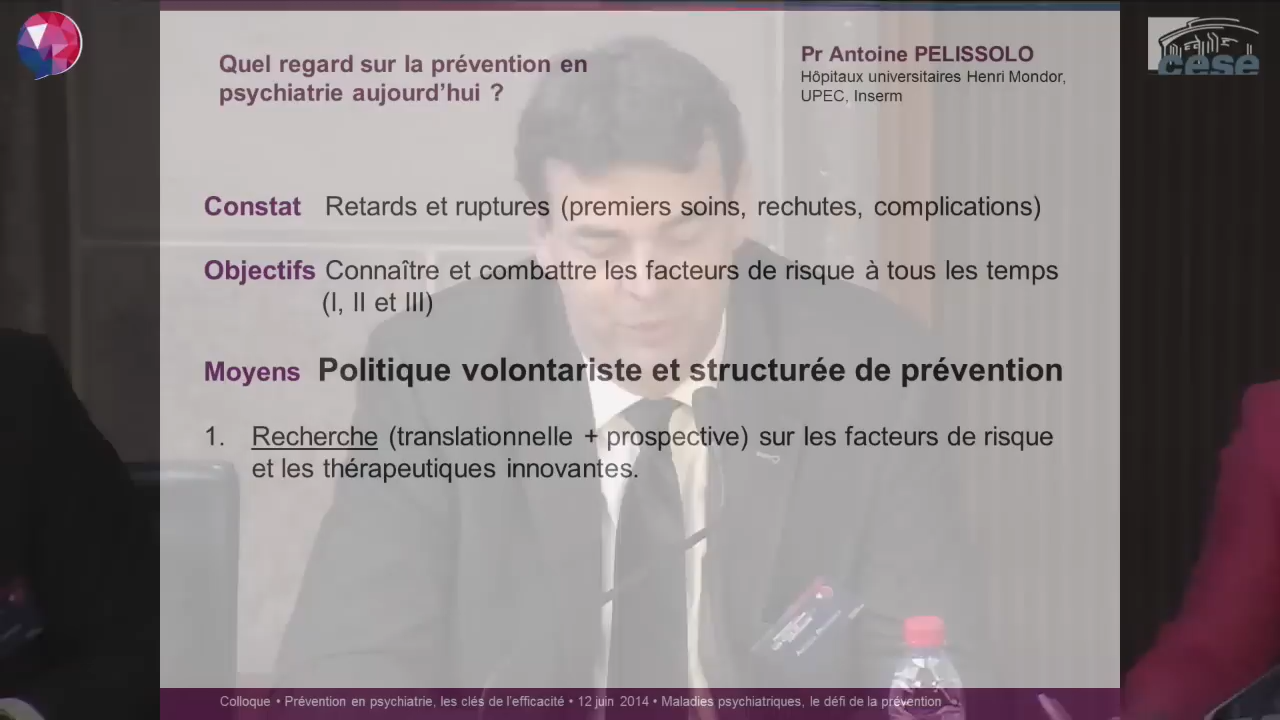 Quel regard sur la prévention en
psychiatrie aujourd'hui ?
Pr Antoine PELISSOLO
Hôpitaux universitaires Henri Mondor,
UPEC, Inserm
cese
Constat Retards et ruptures (premiers soins, rechutes, complications)
Objectifs Connaître et combattre les facteurs de risque à tous les temps
(I, II et III)
Moyens Politique volontariste et structurée de prévention
1. Recherche (translationnelle + prospective) sur les facteurs de risque
et les thérapeutiques innovantes.
Colloque • Prévention en psychiatrie, les clés de l'efficacité • 12 juin 2014 • Maladies psychiatriques, le défi de la prévention